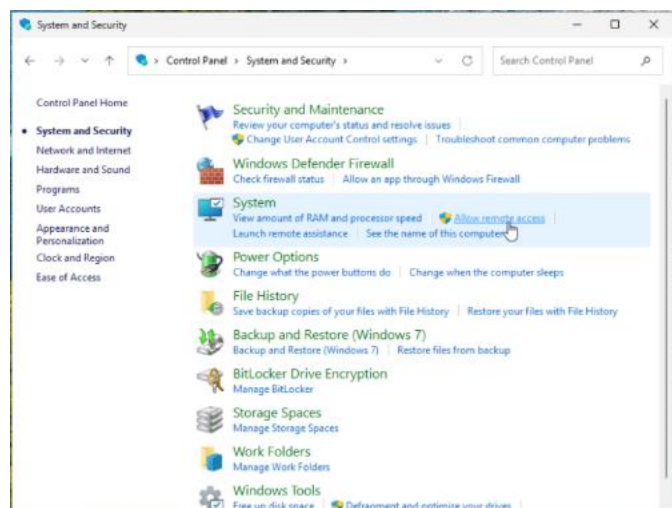 System and Security
Control Panel › System and Security ›
Search Control Panel
Control Panel Home
System and Security
Network and Internet
Hardware and Sound
Programs
User Accounts
Appearance and
Personalization
Clock and Region
Ease of Access
Security and Maintenance
Review your computer's status and resolve issues
Change User Account Control settings
Troubleshoot common computer problems
Windows Defender Firewall
Check firewall status
Allow an app through Windows Firewall
System
View amount of RAM and processor speed
Allow remote access
Launch remote assistance
See the name of this computer
Power Options
Change what the power buttons do
Change when the computer sleeps
File History
Save backup copies of your files with File History
Restore your files with File History
Backup and Restore (Windows 7)
Backup and Restore (Windows 7)
Restore files from backup
BitLocker Drive Encryption
Manage BitLocker
Storage Spaces
Manage Storage Spaces
Work Folders
Manage Work Folders
Windows Tools
Free up disk space
Defragment and optimize your drives